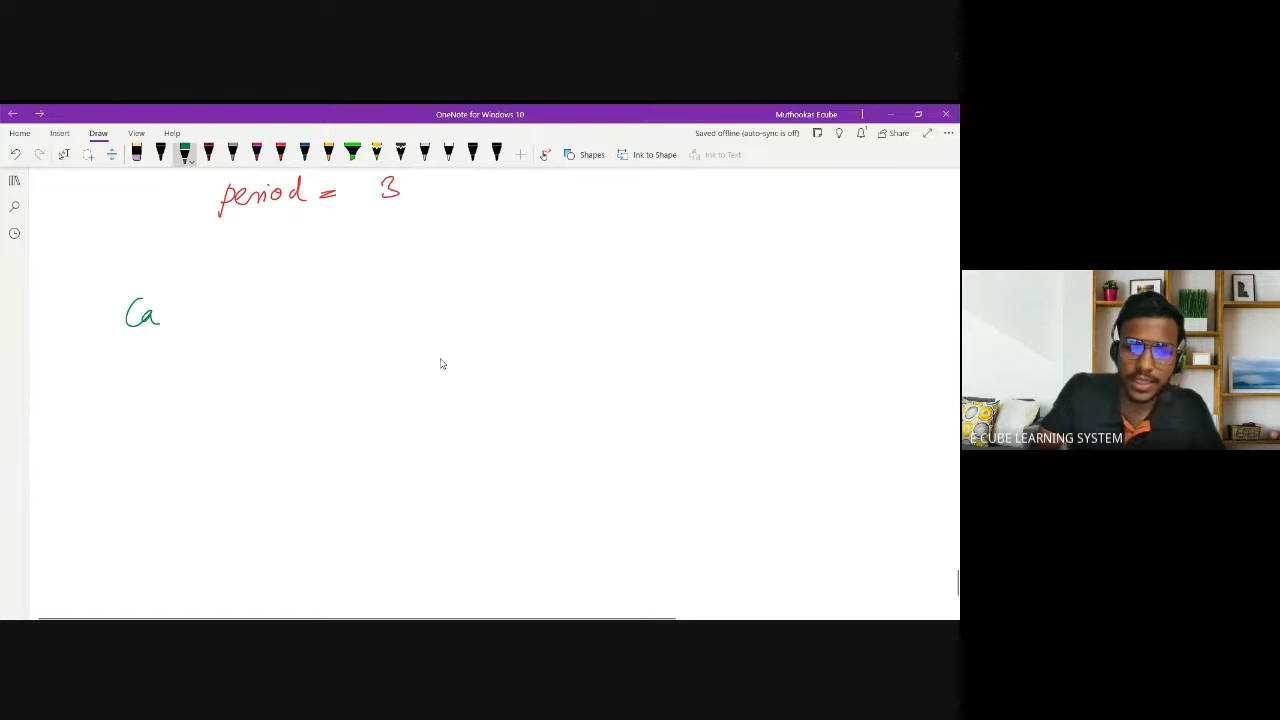 OneNote for Windows 10
Muthookas Ecube
Home Insert Draw View Help
Saved offline (auto-sync is off)
Share
Shapes
Ink to Shape
Ink to Text
period = 3
Ca
E CUBE LEARNING SYSTEM